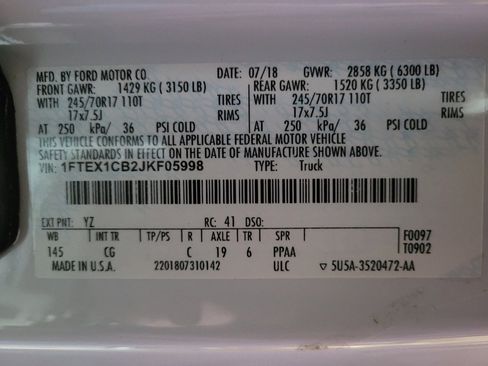 MFD. BY FORD MOTOR CO DATE: 07/18 GVWR: 2858 KG ( 6300 LB)
FRONT GAWR: 1429 KG ( 3150 LB) REAR GAWR: 1520 KG ( 3350 LB)
WITH 245/70R17 110T TIRES WITH 245/70R17 110T TIRES
17x7.5J RIMS 17x7.5J RIMS
AT 250 kPa/ 36 PSI COLD AT 250 kPa/ 36 PSI COLD
THIS VEHICLE CONFORMS TO ALL APPLICABLE FEDERAL MOTOR VEHICLE
SAFETY STANDARDS IN EFFECT ON THE DATE OF MANUFACTURE SHOWN ABOVE.
VIN: 1FTEX1CB2JKF05998 TYPE: Truck
EXT PNT: YZ RC: 41 DSO: F0097
WB INT TR TP/PS R AXLE TR T0902
145 CG C 19 6 PPAA
MADE IN U.S.A. 2201807310142 ULC ▽ 5U5A-3520472-AA